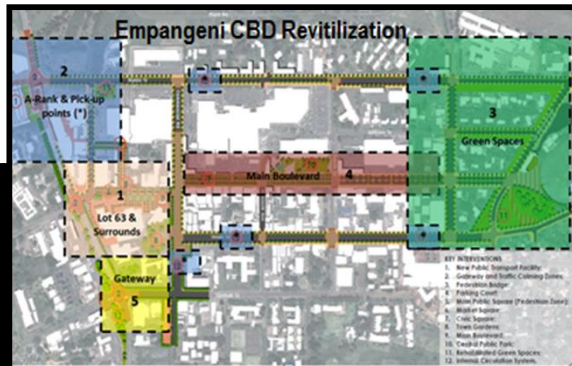 Empangeni CBD Revitilization
2
A-Rank & Pick-up
points (*)
3
Green Spaces
Main Boulevard
4
1
Lot 63 &
Surrounds
Gateway
5
KEY INTERVENTIONS
1. New Public Transport Facility;
2. Gateway and Traffic Calming Zones;
3. Pedestrian Bridge;
4. Parking Court;
5. Main Public Square (Pedestrian Zone);
6. Market Square;
7. Civic Square;
8. Town Gardens;
9. Main Boulevard;
10. Central Public Park;
11. Rehabilitated Green Spaces;
12. Internal Circulation System.